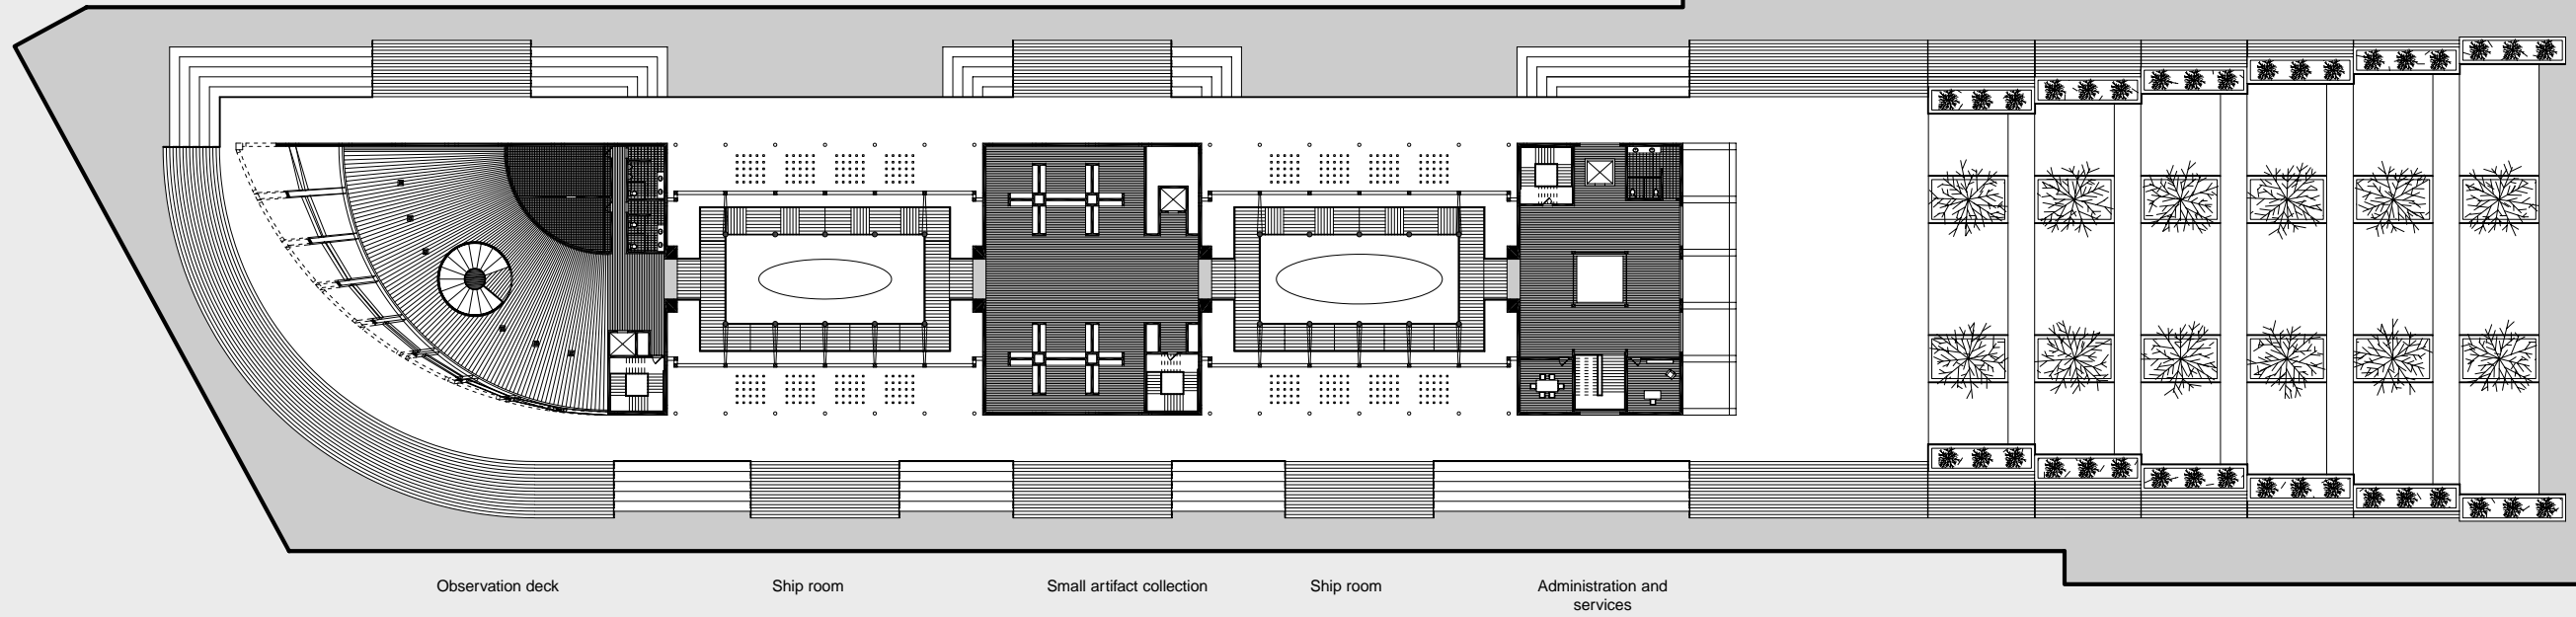 Observation deck
Ship room
Small artifact collection
Ship room
Administration and
services